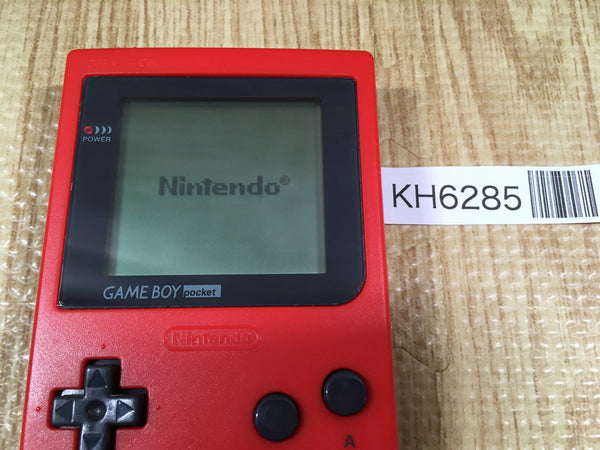 POWER
Nintendo®
KH6285
GAME BOY pocket
Nintendo
A